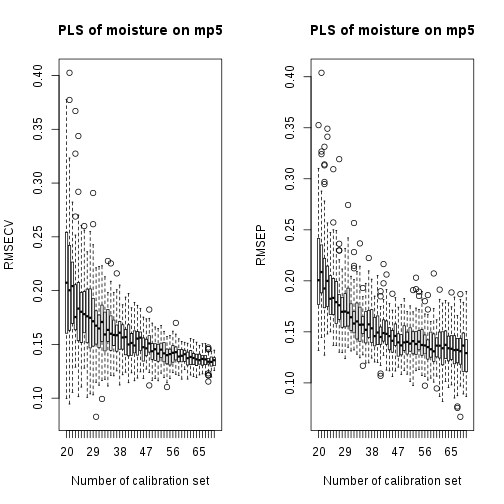 PLS of moisture on mp5
RMSECV
0.40
0.35
0.30
0.25
0.20
0.15
0.10
20 29 38 47 56 65
Number of calibration set
PLS of moisture on mp5
RMSEP
0.40
0.35
0.30
0.25
0.20
0.15
0.10
20 29 38 47 56 65
Number of calibration set